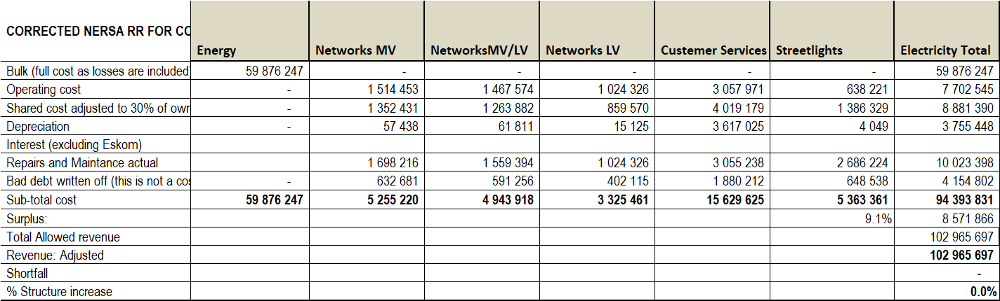 CORRECTED NERSA RR FOR CO Energy Networks MV NetworksMV/LV Networks LV Custemer Services Streetlights Electricity Total
Bulk (full cost as losses are included) 59 876 247 - - - - - 59 876 247
Operating cost - 1 514 453 1 467 574 1 024 326 3 057 971 638 221 7 702 545
Shared cost adjusted to 30% of own - 1 352 431 1 263 882 859 570 4 019 179 1 386 329 8 881 390
Depreciation - 57 438 61 811 15 125 3 617 025 4 049 3 755 448
Interest (excluding Eskom)
Repairs and Maintance actual 1 698 216 1 559 394 1 024 326 3 055 238 2 686 224 10 023 398
Bad debt written off (this is not a cos - 632 681 591 256 402 115 1 880 212 648 538 4 154 802
Sub-total cost 59 876 247 5 255 220 4 943 918 3 325 461 15 629 625 5 363 361 94 393 831
Surplus: 9.1% 8 571 866
Total Allowed revenue 102 965 697
Revenue: Adjusted 102 965 697
Shortfall -
% Structure increase 0.0%